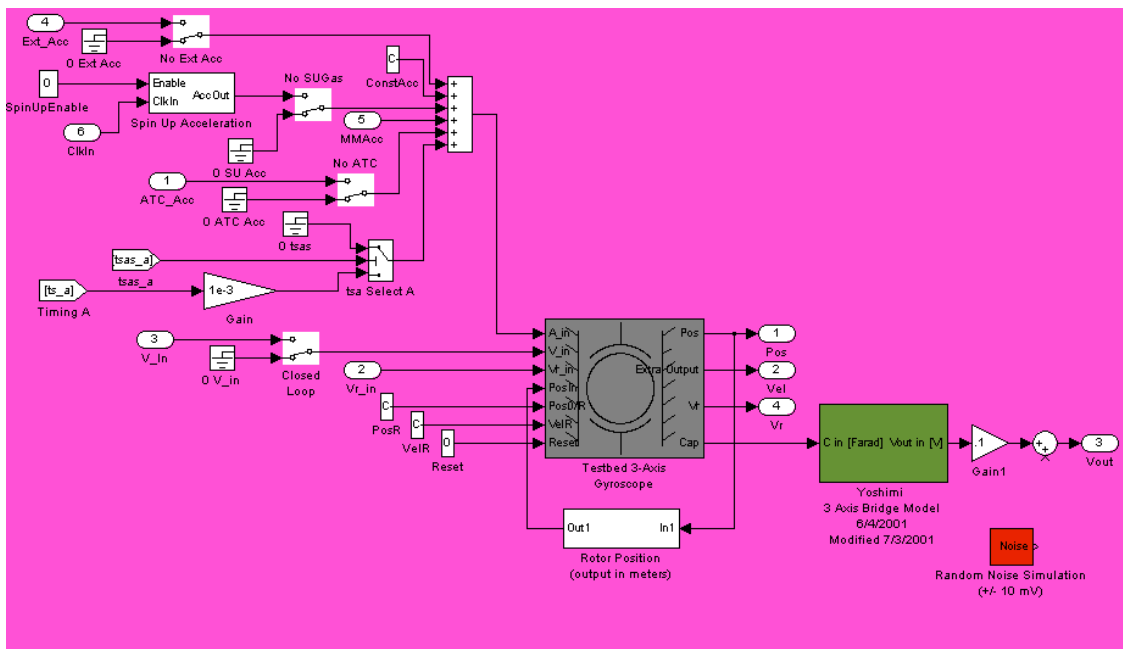 4
Ext_Acc
0 Ext Acc
No Ext Acc
0
SpinUpEnable
Enable
ClkIn
AccOut
Spin Up Acceleration
6
ClkIn
No SUGas
0 SU Acc
C
ConstAcc
5
MMAcc
+
+
+
+
+
+
1
ATC_Acc
No ATC
0 ATC Acc
0 tsas
[tsas_a]
tsas_a
[ts_a]
Timing A
1e-3
Gain
tsa Select A
3
V_In
0 V_in
Closed
Loop
2
Vr_in
C
PosR
C
VelR
0
Reset
A_in
V_in
Vr_in
PosIn
Pos0/R
VelR
Reset
Pos
Extra Output
Vr
Cap
Testbed 3-Axis
Gyroscope
1
Pos
2
Vel
4
Vr
Out1
In1
Rotor Position
(output in meters)
C in [Farad]
Vout in [V]
Yoshimi
3 Axis Bridge Model
6/4/2001
Modified 7/3/2001
.1
Gain1
+
+
3
Vout
Noise
Random Noise Simulation
(+/- 10 mV)